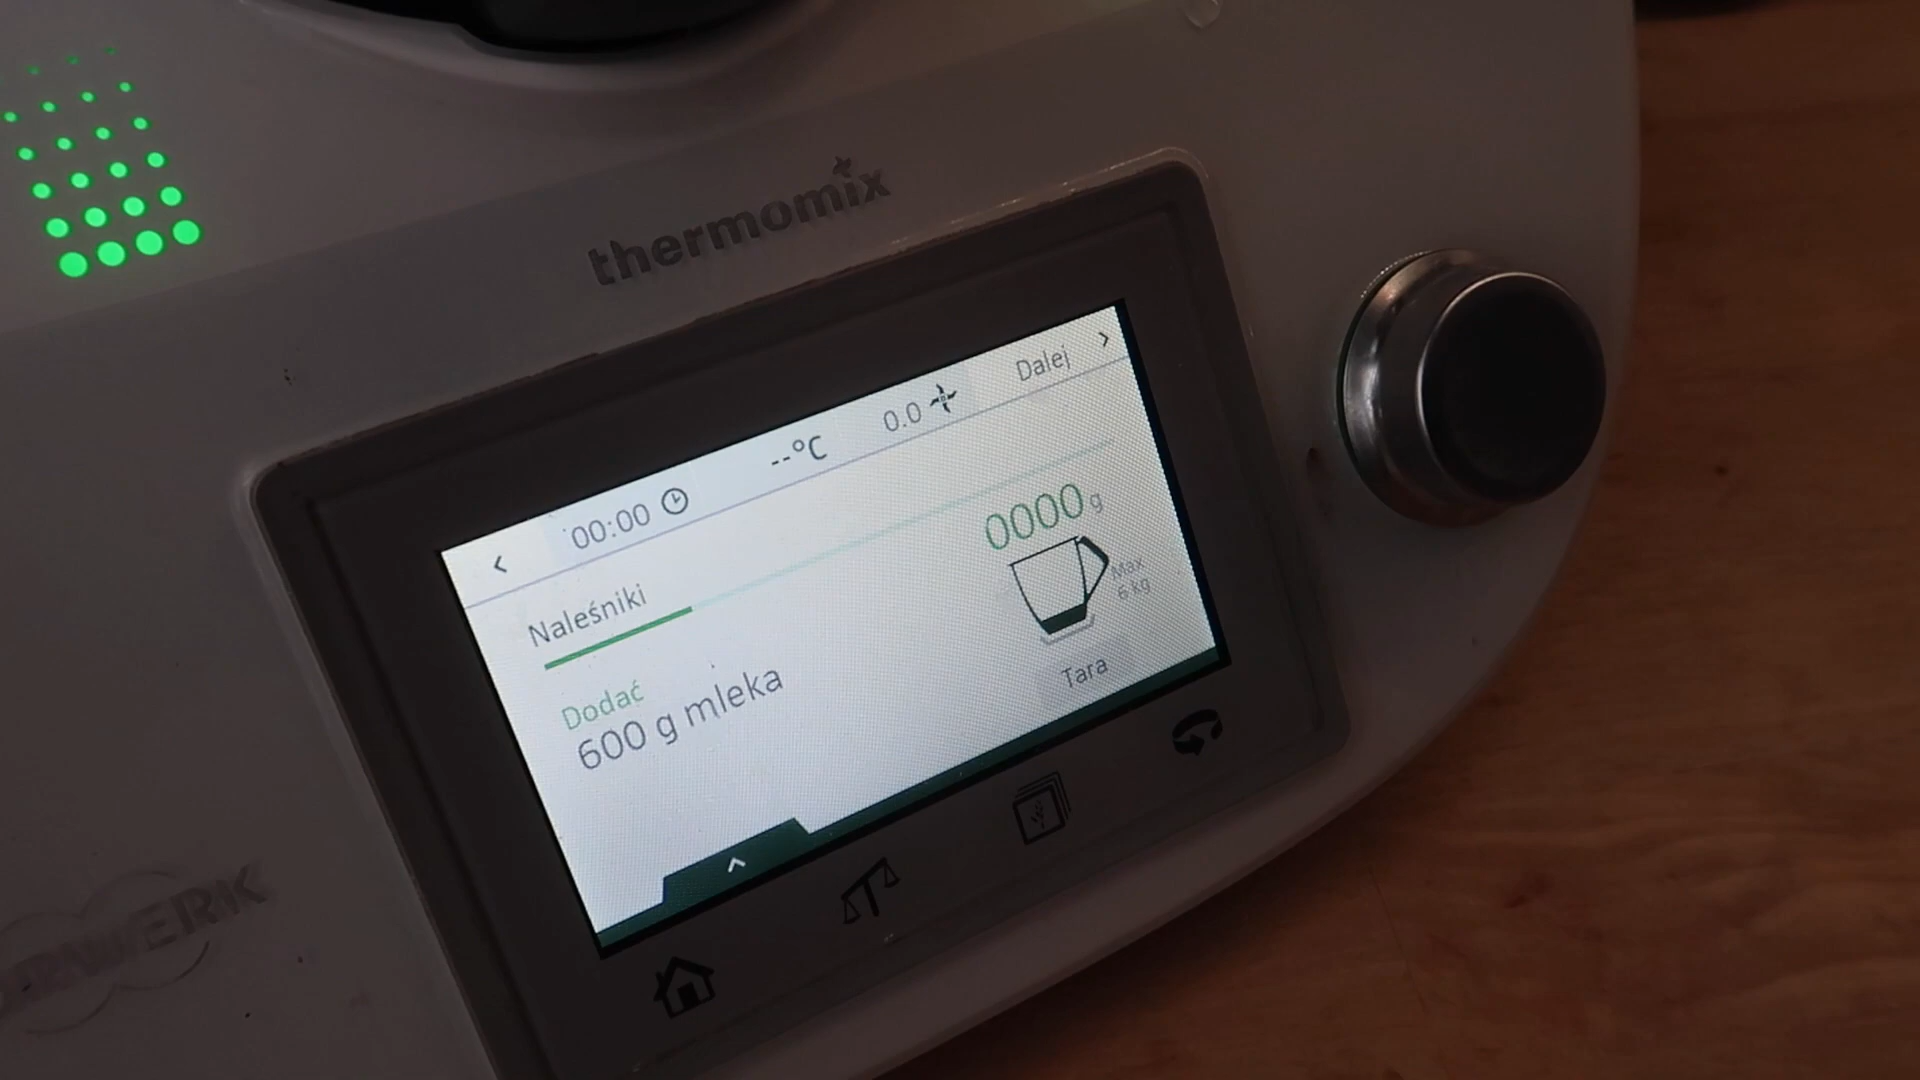 thermomix
00:00 --°C 0.0 Dalej
Naleśniki
0000 g
Max
6 kg
Dodać
600 g mleka
Tara